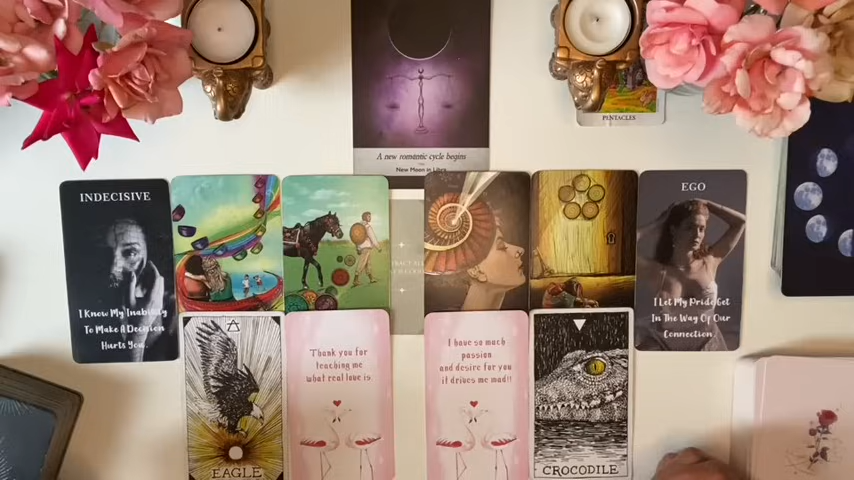 A new romantic cycle begins
New Moon in Libra
PENTACLES
INDECISIVE
I Know My Inability
To Make A Decision
Hurts You.
EGO
I Let My Pride Get
In The Way Of Our
Connection.
Thank you for
teaching me
what real love is
I have so much
passion
and desire for you
it drives me mad!!
EAGLE
CROCODILE